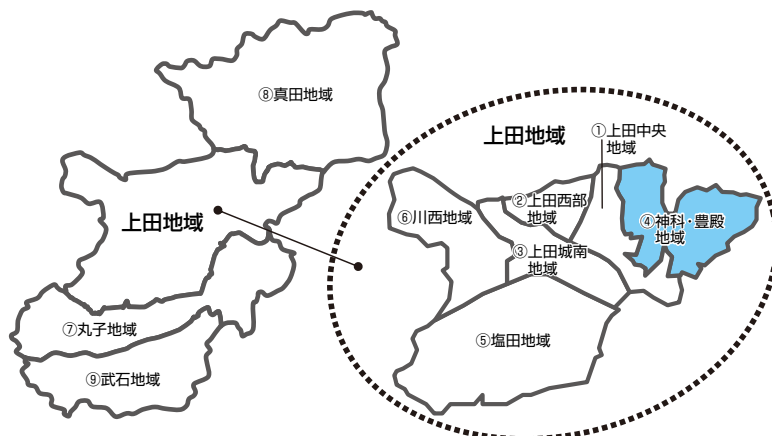 ⑧真田地域
上田地域
⑦丸子地域
⑨武石地域
上田地域
①上田中央
地域
②上田西部
地域
③上田城南
地域
④神科・豊殿
地域
⑤塩田地域
⑥川西地域